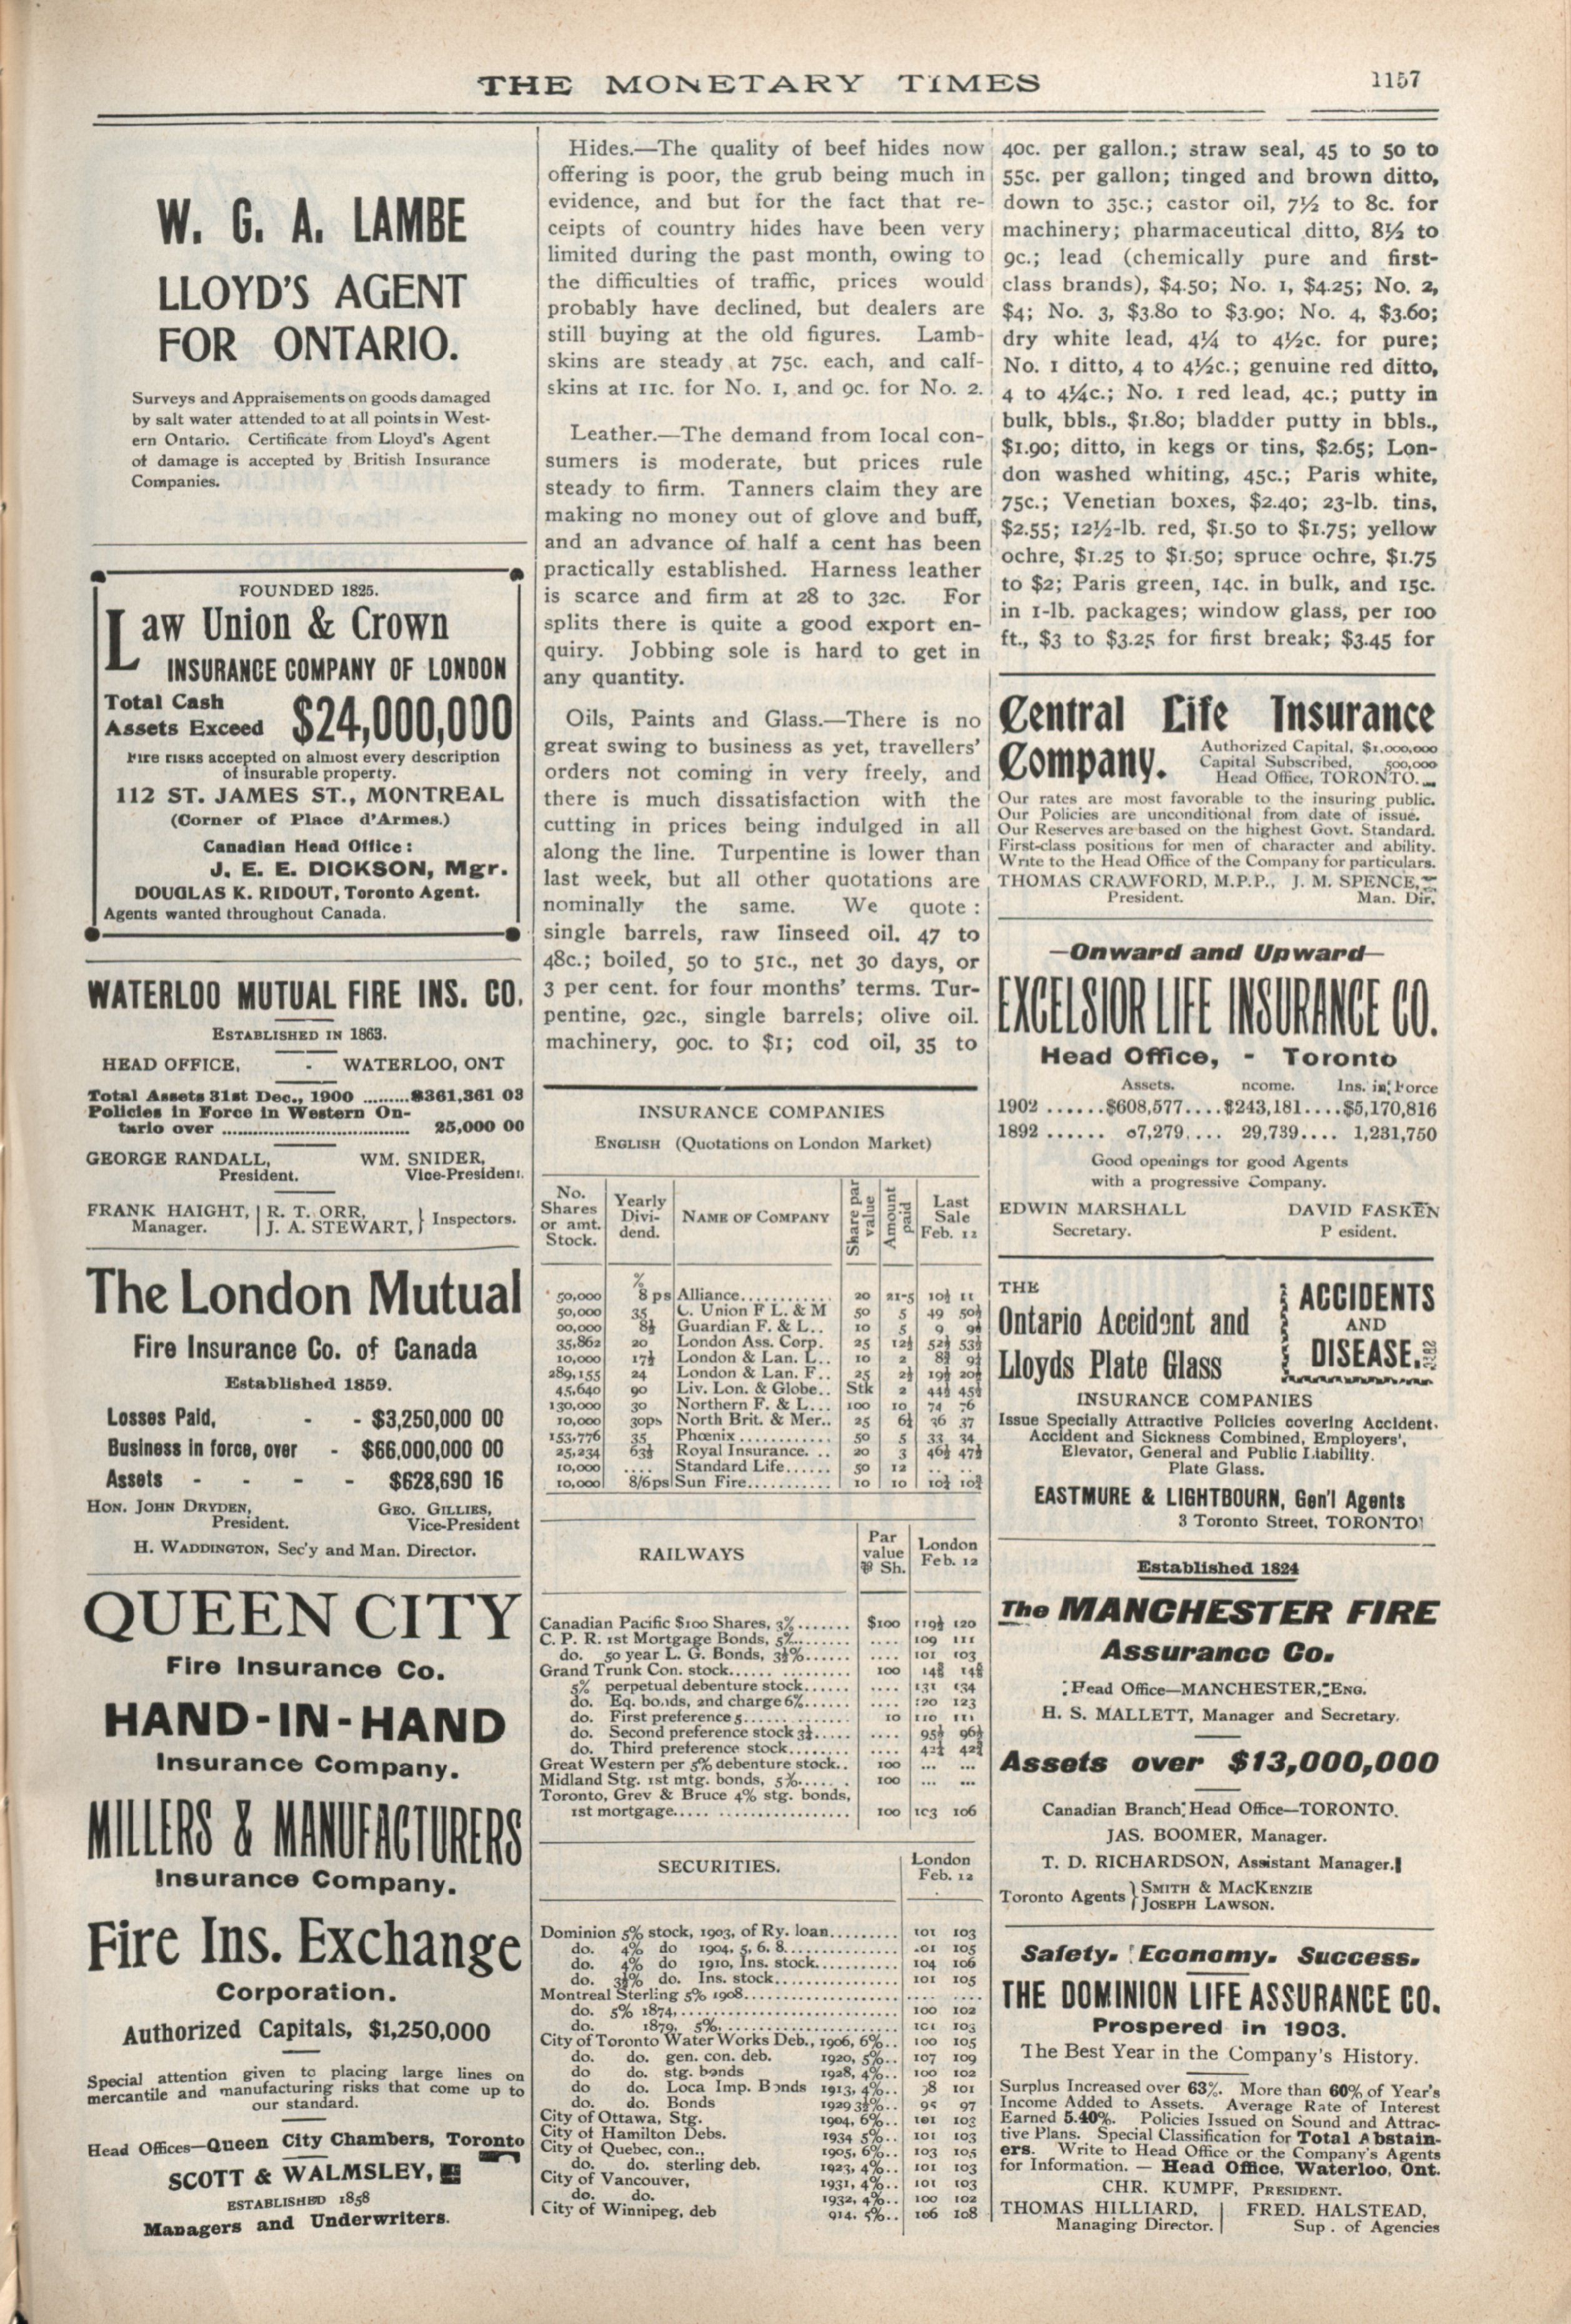 THE MONETARY TIMES
1157
W. G. A. LAMBE
LLOYD'S AGENT
FOR ONTARIO.
Surveys and Appraisements on goods damaged
by salt water attended to at all points in West-
ern Ontario. Certificate from Lloyd's Agent
of damage is accepted by British Insurance
Companies.
FOUNDED 1825.
Law Union & Crown
INSURANCE COMPANY OF LONDON
Total Cash
Assets Exceed $24,000,000
Fire risks accepted on almost every description
of insurable property.
112 ST. JAMES ST., MONTREAL
(Corner of Place d'Armes.)
Canadian Head Office:
J. E. E. DICKSON, Mgr.
DOUGLAS K. RIDOUT, Toronto Agent.
Agents wanted throughout Canada.
WATERLOO MUTUAL FIRE INS. CO.
ESTABLISHED IN 1863.
HEAD OFFICE, - WATERLOO, ONT
Total Assets 31st Dec., 1900 .........$361,361 03
Policies in Force in Western On-
tario over .................................. 25,000 00
GEORGE RANDALL, WM. SNIDER,
President. Vice-President.
FRANK HAIGHT, R. T. ORR, } Inspectors.
Manager. J. A. STEWART,
The London Mutual
Fire Insurance Co. of Canada
Established 1859.
Losses Paid, - - $3,250,000 00
Business in force, over - $66,000,000 00
Assets - - - - $628,690 16
HON. JOHN DRYDEN, GEO. GILLIES,
President. Vice-President
H. WADDINGTON, Sec'y and Man. Director.
QUEEN CITY
Fire Insurance Co.
HAND-IN-HAND
Insurance Company.
MILLERS & MANUFACTURERS
Insurance Company.
Fire Ins. Exchange
Corporation.
Authorized Capitals, $1,250,000
Special attention given to placing large lines on
mercantile and manufacturing risks that come up to
our standard.
Head Offices—Queen City Chambers, Toronto
SCOTT & WALMSLEY,
ESTABLISHED 1858
Managers and Underwriters.
Hides.—The quality of beef hides now
offering is poor, the grub being much in
evidence, and but for the fact that re-
ceipts of country hides have been very
limited during the past month, owing to
the difficulties of traffic, prices would
probably have declined, but dealers are
still buying at the old figures. Lamb-
skins are steady at 75c. each, and calf-
skins at 11c. for No. 1, and 9c. for No. 2.
Leather.—The demand from local con-
sumers is moderate, but prices rule
steady to firm. Tanners claim they are
making no money out of glove and buff,
and an advance of half a cent has been
practically established. Harness leather
is scarce and firm at 28 to 32c. For
splits there is quite a good export en-
quiry. Jobbing sole is hard to get in
any quantity.
Oils, Paints and Glass.—There is no
great swing to business as yet, travellers'
orders not coming in very freely, and
there is much dissatisfaction with the
cutting in prices being indulged in all
along the line. Turpentine is lower than
last week, but all other quotations are
nominally the same. We quote:
single barrels, raw linseed oil. 47 to
48c.; boiled, 50 to 51c., net 30 days, or
3 per cent. for four months' terms. Tur-
pentine, 92c., single barrels; olive oil.
machinery, 90c. to $1; cod oil, 35 to
INSURANCE COMPANIES
ENGLISH (Quotations on London Market)
No. Shares or amt. Stock. Yearly Divi-dend. NAME OF COMPANY Share par value Amount paid Last Sale Feb. 12
%
50,000 8 ps Alliance............ 20 21-5 10½ 11
50,000 35 C. Union F L. & M 50 5 49 50½
00,000 8½ Guardian F. & L.. 10 5 9 9½
35,862 20 London Ass. Corp. 25 12½ 52½ 53½
10,000 17½ London & Lan. L.. 10 2
289,155 24 London & Lan. F.. 25 2½
45,640 90 Liv. Lon. & Globe.. Stk 2 44½ 45½
130,000 30 Northern F. & L... 100 10 74 76
10,000 30ps North Brit. & Mer.. 25 6¼ 36 37
153,776 35 Phœnix............ 50 5 33 34
25,234 63½ Royal Insurance. .. 20 3 46½ 47½
10,000 .... Standard Life...... 50 12 .. ..
10,000 8/6ps Sun Fire........... 10 10
RAILWAYS Par value ₩ Sh. London Feb. 12
Canadian Pacific $100 Shares, 3%....... $100 119½ 120
C. P. R. 1st Mortgage Bonds, 5%......... .... 109 111
do. 50 year L. G. Bonds, 3½%...... .... 101 103
Grand Trunk Con. stock...... ......... 100
5% perpetual debenture stock...... .... 131 134
do. Eq. bonds, and charge 6%...... .... 120 123
do. First preference 5.............. 10 110 111
do. Second preference stock 3½..... .... 95½ 96½
do. Third preference stock........ ....
Great Western per 5% debenture stock.. 100 ... ...
Midland Stg. 1st mtg. bonds, 5%..... . 100 ... ...
Toronto, Grey & Bruce 4% stg. bonds,
1st mortgage..... ................. 100 103 106
SECURITIES. London Feb. 12
Dominion 5% stock, 1903, of Ry. loan......... 101 103
do. 4% do 1904, 5, 6, 8............... 101 105
do. 4% do 1910, Ins. stock........... 104 106
do. 3½% do. Ins. stock................ 101 105
Montreal Sterling 5% 1908.................... .... ....
do. 5% 1874,............................ 100 102
do. 1879, 5%,...................... 101 103
City of Toronto Water Works Deb., 1906, 6%.. 100 105
do. do. gen. con. deb. 1920, 5%.. 107 109
do do. stg. bonds 1928, 4%.. 100 102
do do. Loca Imp. Bonds 1913, 4%.. 98 101
do. do. Bonds 1929 3½%.. 95 97
City of Ottawa, Stg. 1904, 6%.. 101 103
City of Hamilton Debs. 1934 5%.. 101 103
City of Quebec, con., 1905, 6%.. 103 105
do. do. sterling deb. 1923, 4%.. 101 103
City of Vancouver, 1931, 4%.. 101 103
do. do. 1932, 4%.. 100 102
City of Winnipeg, deb 914, 5%.. 106 108
40c. per gallon.; straw seal, 45 to 50 to
55c. per gallon; tinged and brown ditto,
down to 35c.; castor oil, 7½ to 8c. for
machinery; pharmaceutical ditto, 8½ to
9c.; lead (chemically pure and first-
class brands), $4.50; No. 1, $4.25; No. 2,
$4; No. 3, $3.80 to $3.90; No. 4, $3.60;
dry white lead, 4¼ to 4½c. for pure;
No. 1 ditto, 4 to 4½c.; genuine red ditto,
4 to 4¼c.; No. 1 red lead, 4c.; putty in
bulk, bbls., $1.80; bladder putty in bbls.,
$1.90; ditto, in kegs or tins, $2.65; Lon-
don washed whiting, 45c.; Paris white,
75c.; Venetian boxes, $2.40; 23-lb. tins,
$2.55; 12½-lb. red, $1.50 to $1.75; yellow
ochre, $1.25 to $1.50; spruce ochre, $1.75
to $2; Paris green, 14c. in bulk, and 15c.
in 1-lb. packages; window glass, per 100
ft., $3 to $3.25 for first break; $3.45 for
Central Life Insurance
Company.
Authorized Capital, $1,000,000
Capital Subscribed, 500,000
Head Office, TORONTO.
Our rates are most favorable to the insuring public.
Our Policies are unconditional from date of issue.
Our Reserves are based on the highest Govt. Standard.
First-class positions for men of character and ability.
Write to the Head Office of the Company for particulars.
THOMAS CRAWFORD, M.P.P., J. M. SPENCE,
President. Man. Dir.
—Onward and Upward—
EXCELSIOR LIFE INSURANCE CO.
Head Office, - Toronto
Assets. ncome. Ins. in Force
1902 ......$608,577....$243,181....$5,170,816
1892 ...... 67,279.... 29,739.... 1,231,750
Good openings for good Agents
with a progressive Company.
EDWIN MARSHALL DAVID FASKEN
Secretary. P esident.
THE
Ontario Accident and
Lloyds Plate Glass
ACCIDENTS
AND
DISEASE.
INSURANCE COMPANIES
Issue Specially Attractive Policies covering Accident.
Accident and Sickness Combined, Employers',
Elevator, General and Public Liability.
Plate Glass.
EASTMURE & LIGHTBOURN, Gen'l Agents
3 Toronto Street, TORONTO
Established 1824
The MANCHESTER FIRE
Assurance Co.
Head Office—MANCHESTER, ENG.
H. S. MALLETT, Manager and Secretary.
Assets over $13,000,000
Canadian Branch Head Office—TORONTO.
JAS. BOOMER, Manager.
T. D. RICHARDSON, Assistant Manager.
Toronto Agents } SMITH & MACKENZIE
JOSEPH LAWSON.
Safety. Economy. Success.
THE DOMINION LIFE ASSURANCE CO.
Prospered in 1903.
The Best Year in the Company's History.
Surplus Increased over 63%. More than 60% of Year's
Income Added to Assets. Average Rate of Interest
Earned 5.40%. Policies Issued on Sound and Attrac-
tive Plans. Special Classification for Total Abstain-
ers. Write to Head Office or the Company's Agents
for Information. — Head Office, Waterloo, Ont.
CHR. KUMPF, PRESIDENT.
THOMAS HILLIARD, FRED. HALSTEAD,
Managing Director. Sup . of Agencies